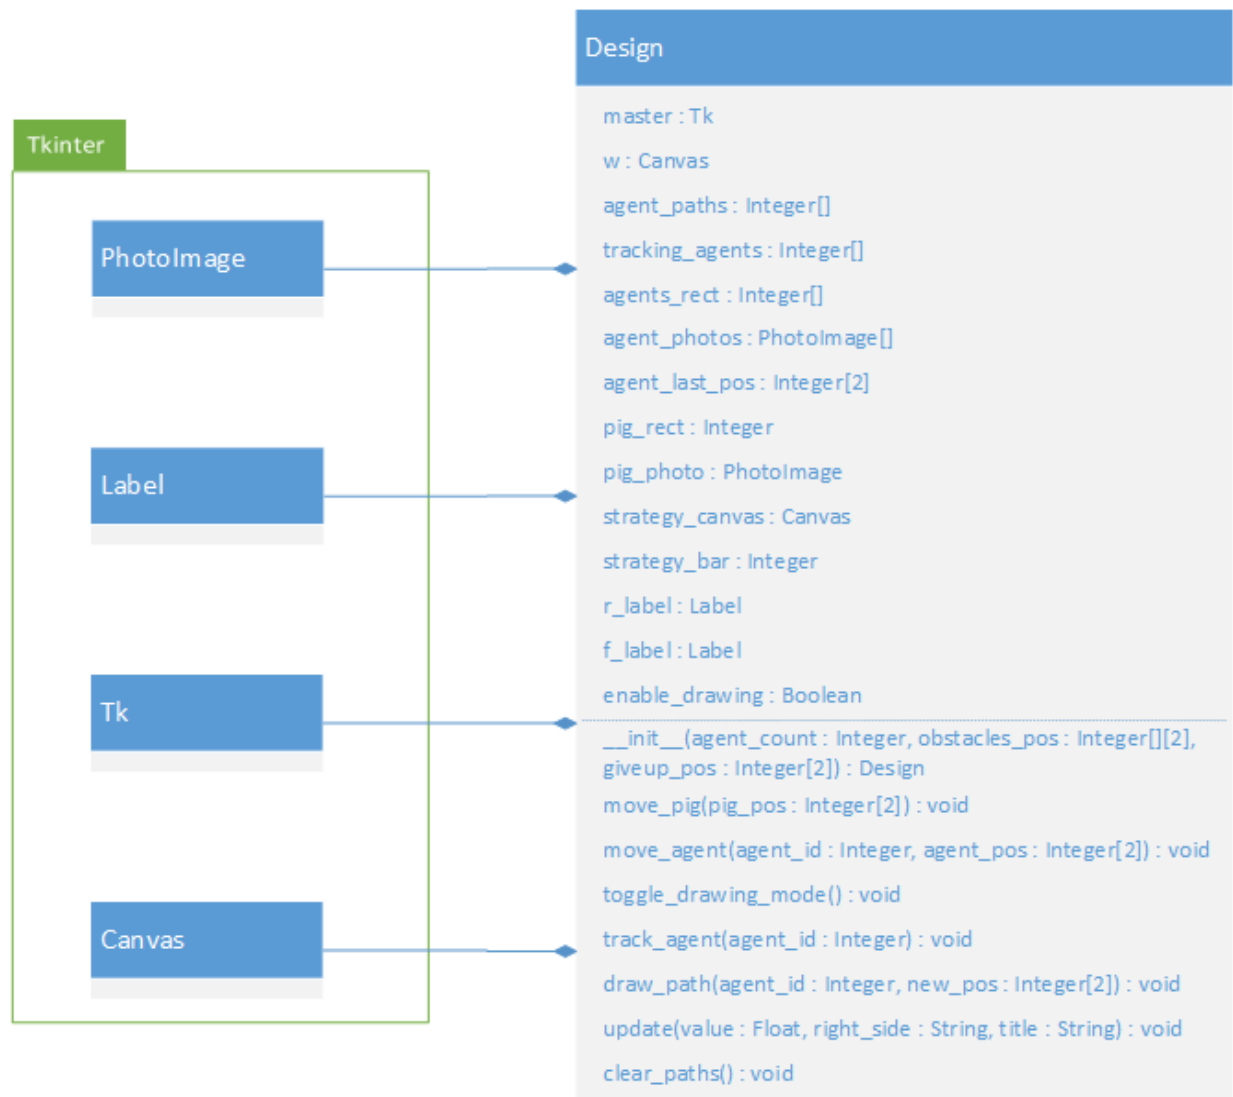 Design
master : Tk
w : Canvas
agent_paths : Integer[]
tracking_agents : Integer[]
agents_rect : Integer[]
agent_photos : PhotoImage[]
agent_last_pos : Integer[2]
pig_rect : Integer
pig_photo : PhotoImage
strategy_canvas : Canvas
strategy_bar : Integer
r_label : Label
f_label : Label
enable_drawing : Boolean
__init__(agent_count : Integer, obstacles_pos : Integer[][2],
giveup_pos : Integer[2]) : Design
move_pig(pig_pos : Integer[2]) : void
move_agent(agent_id : Integer, agent_pos : Integer[2]) : void
toggle_drawing_mode() : void
track_agent(agent_id : Integer) : void
draw_path(agent_id : Integer, new_pos : Integer[2]) : void
update(value : Float, right_side : String, title : String) : void
clear_paths() : void
Tkinter
PhotoImage
Label
Tk
Canvas